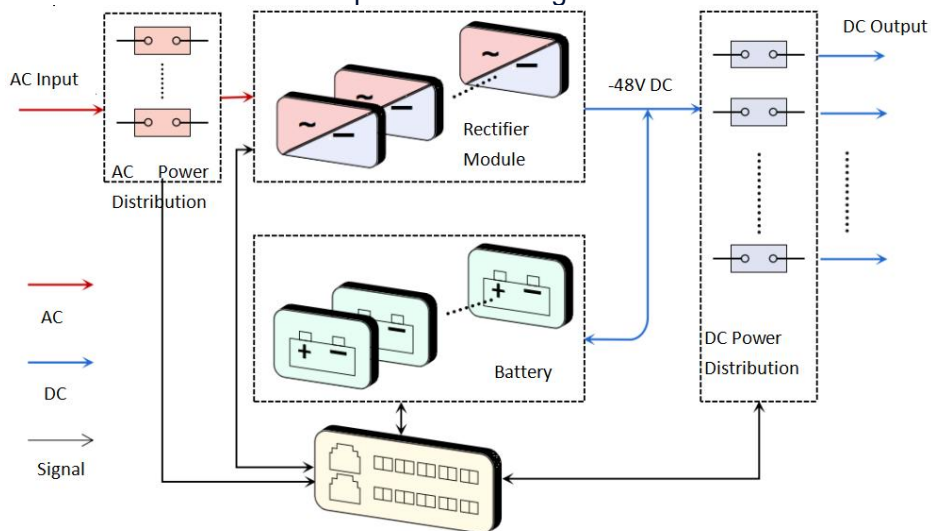 AC Input
AC Power
Distribution
Rectifier
Module
-48V DC
DC Output
Battery
DC Power
Distribution
AC
DC
Signal